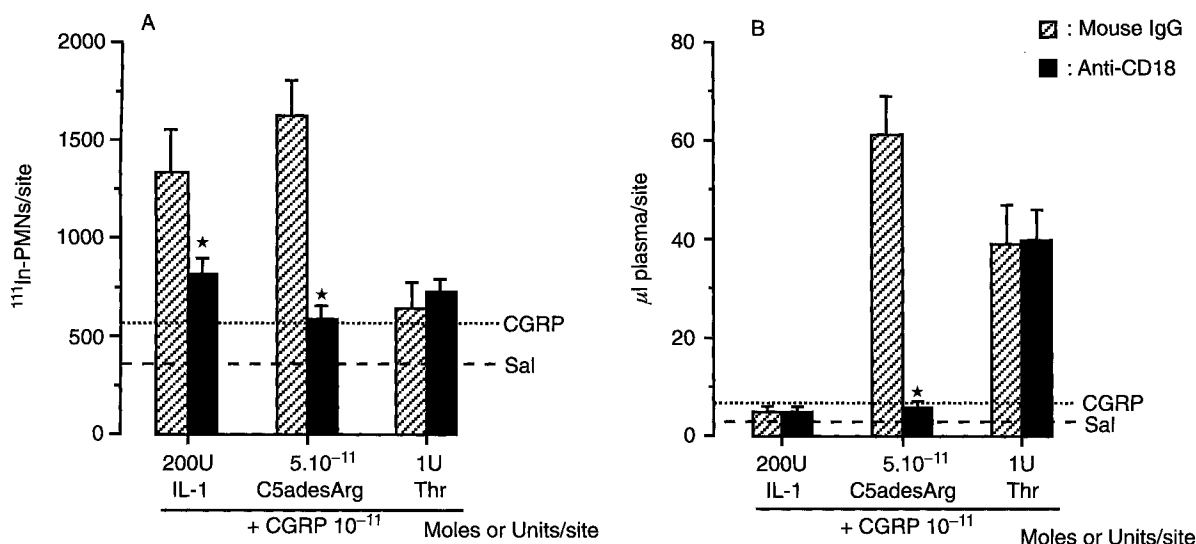 A
2000
1500
1000
500
0
¹¹¹In-PMNs/site
★
★
CGRP
Sal
200U 5.10⁻¹¹ 1U
IL-1 C5adesArg Thr
+ CGRP 10⁻¹¹ Moles or Units/site
B
: Mouse IgG
: Anti-CD18
80
60
40
20
0
µl plasma/site
★
CGRP
Sal
200U 5.10⁻¹¹ 1U
IL-1 C5adesArg Thr
+ CGRP 10⁻¹¹
Moles or Units/site